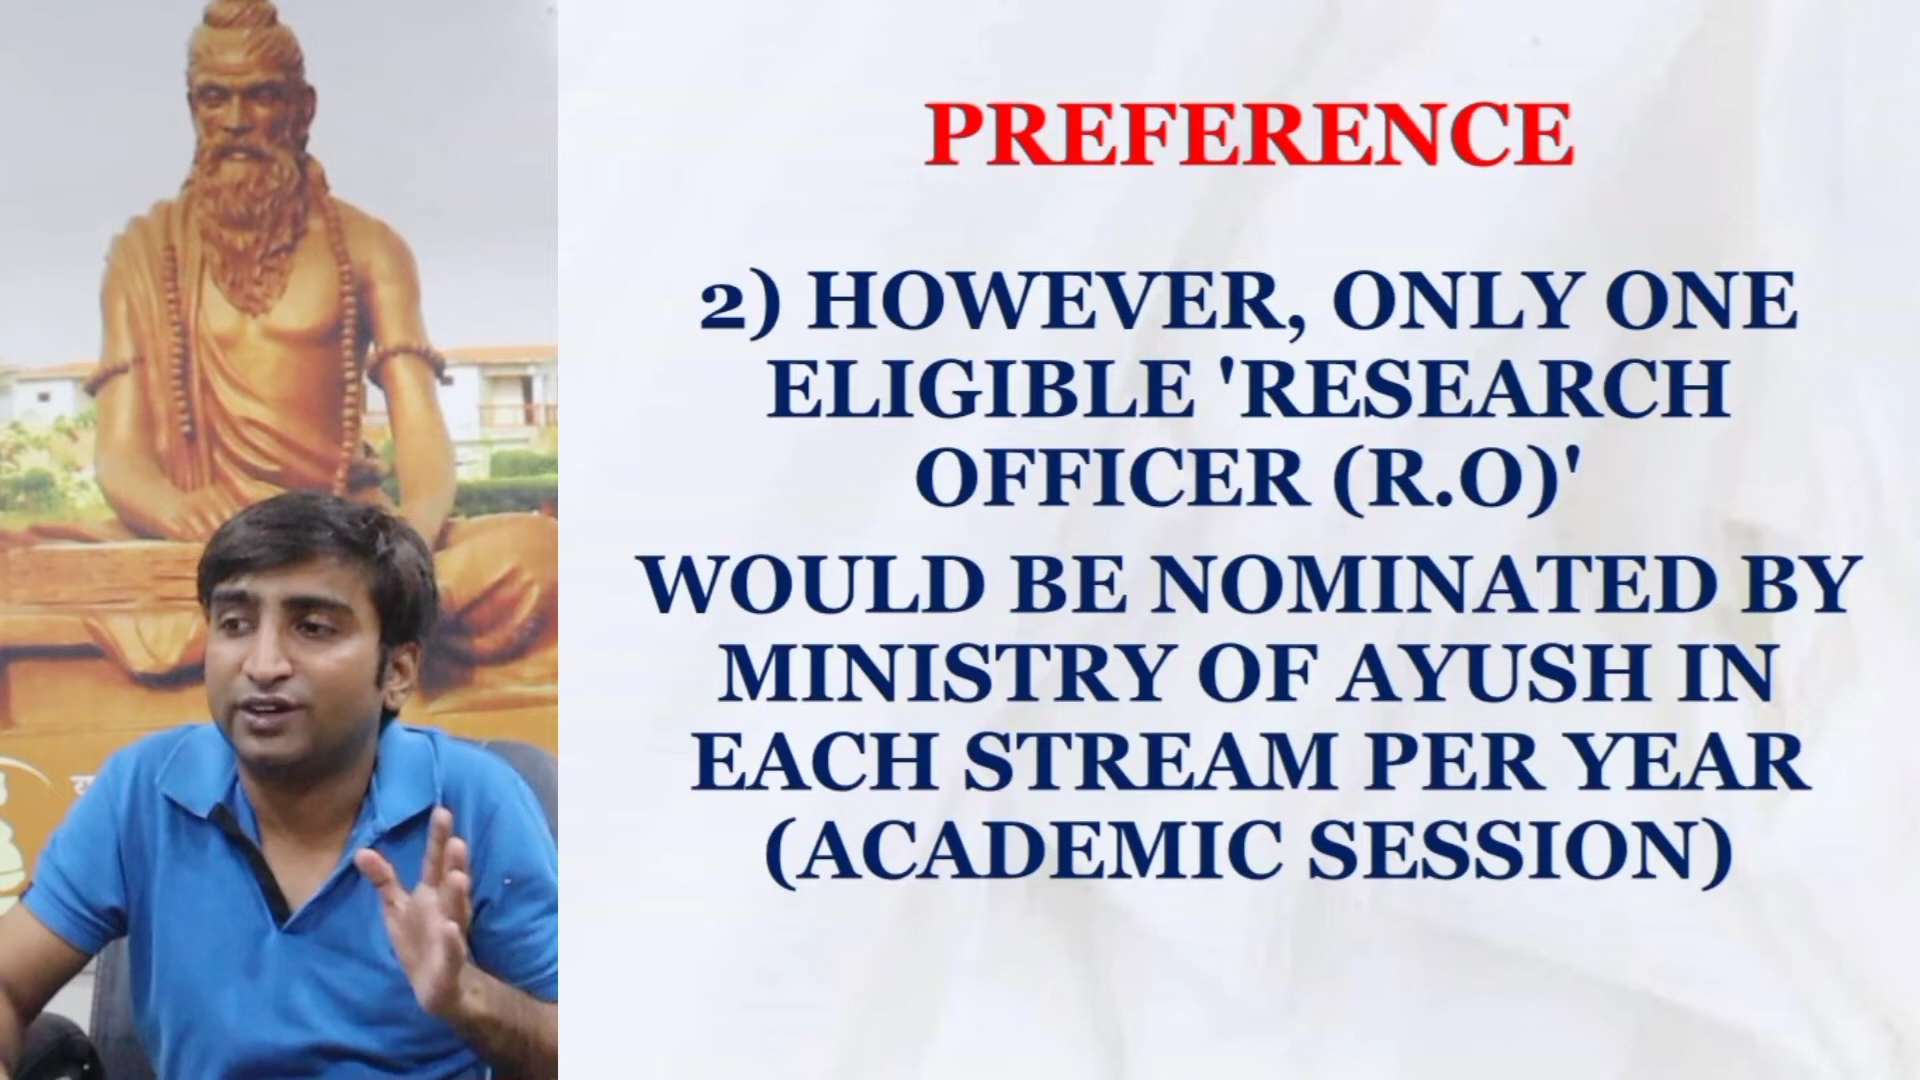 PREFERENCE
2) HOWEVER, ONLY ONE
ELIGIBLE 'RESEARCH
OFFICER (R.O)'
WOULD BE NOMINATED BY
MINISTRY OF AYUSH IN
EACH STREAM PER YEAR
(ACADEMIC SESSION)